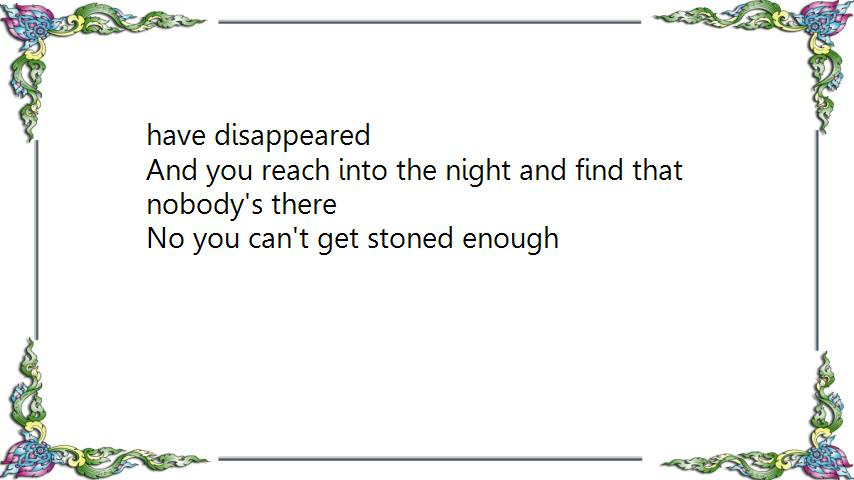 have disappeared
And you reach into the night and find that
nobody's there
No you can't get stoned enough